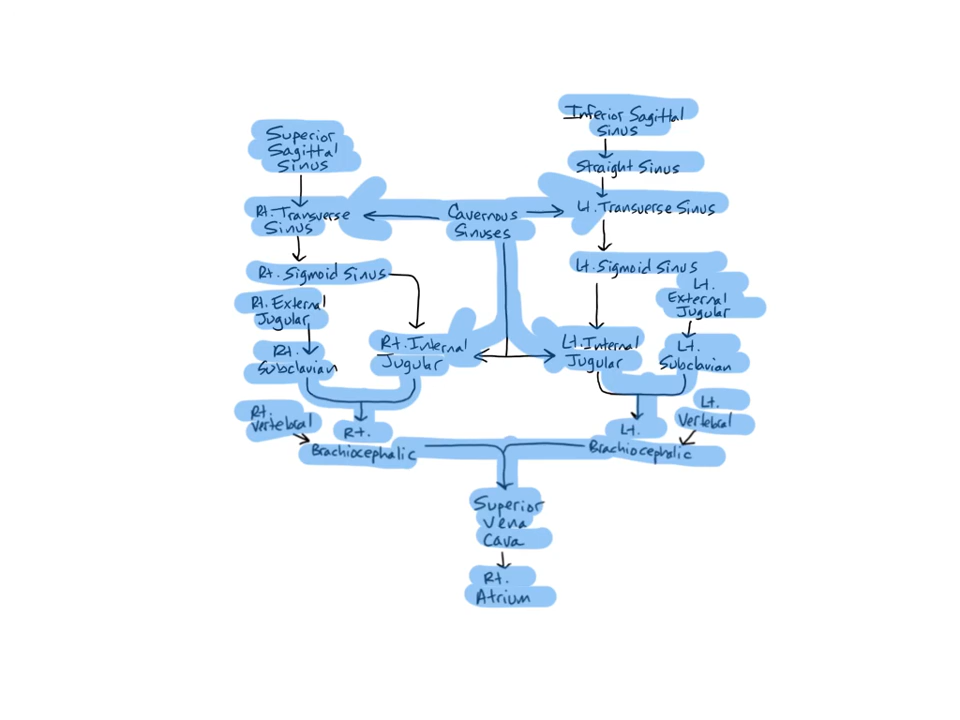 Inferior Sagittal
Sinus
Superior
Sagittal
Sinus
Straight Sinus
Rt. Transverse
Sinus
Cavernous
Sinuses
Lt. Transverse Sinus
Rt. Sigmoid Sinus
Lt. Sigmoid Sinus
Rt. External
Jugular
Lt.
External
Jugular
Rt.
Subclavian
Rt. Internal
Jugular
Lt. Internal
Jugular
Lt.
Subclavian
Rt.
Vertebral
Lt.
Vertebral
Rt.
Brachiocephalic
Lt.
Brachiocephalic
Superior
Vena
Cava
Rt.
Atrium